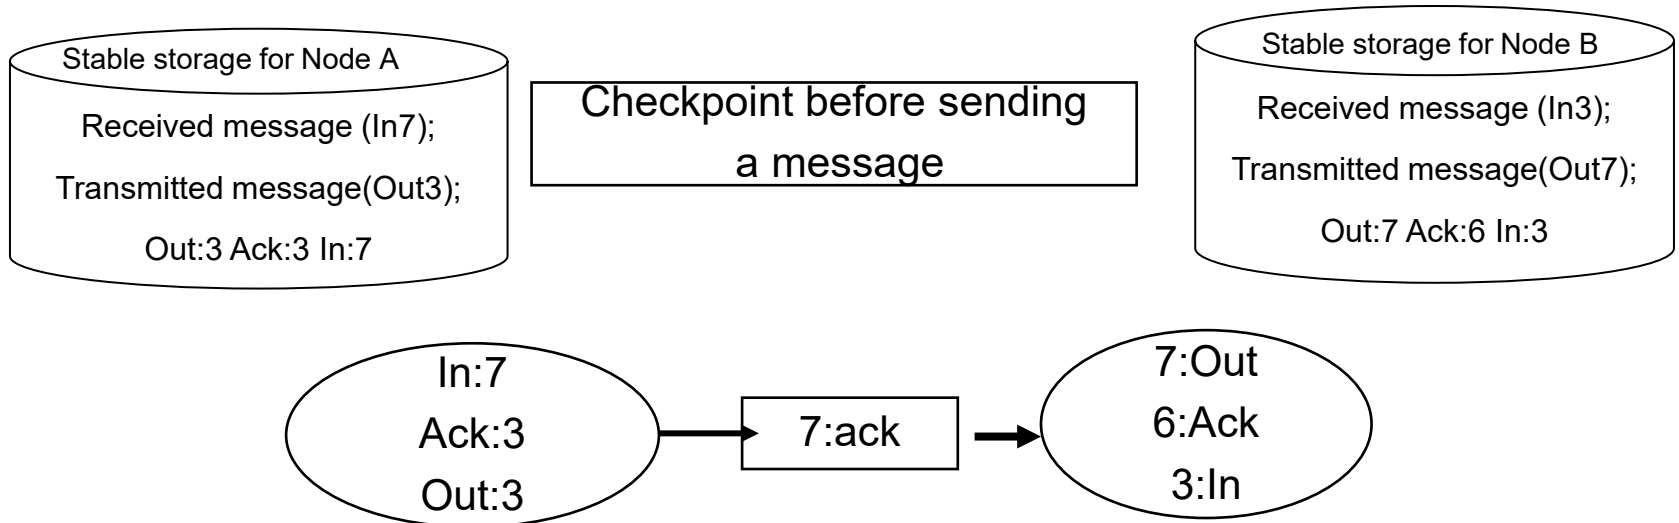 Stable storage for Node A
Received message (In7);
Transmitted message(Out3);
Out:3 Ack:3 In:7
Checkpoint before sending
a message
Stable storage for Node B
Received message (In3);
Transmitted message(Out7);
Out:7 Ack:6 In:3
In:7
Ack:3
Out:3
7:ack
7:Out
6:Ack
3:In